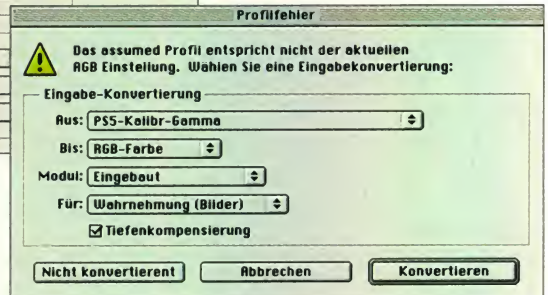 Profilfehler
Das assumed Profil entspricht nicht der aktuellen
RGB Einstellung. Wählen Sie eine Eingabekonvertierung:
Eingabe-Konvertierung
Aus: PS5-Kalibr-Gamma
Bis: RGB-Farbe
Modul: Eingebaut
Für: Wahrnehmung (Bilder)
Tiefenkompensierung
Nicht konvertierent Abbrechen Konvertieren